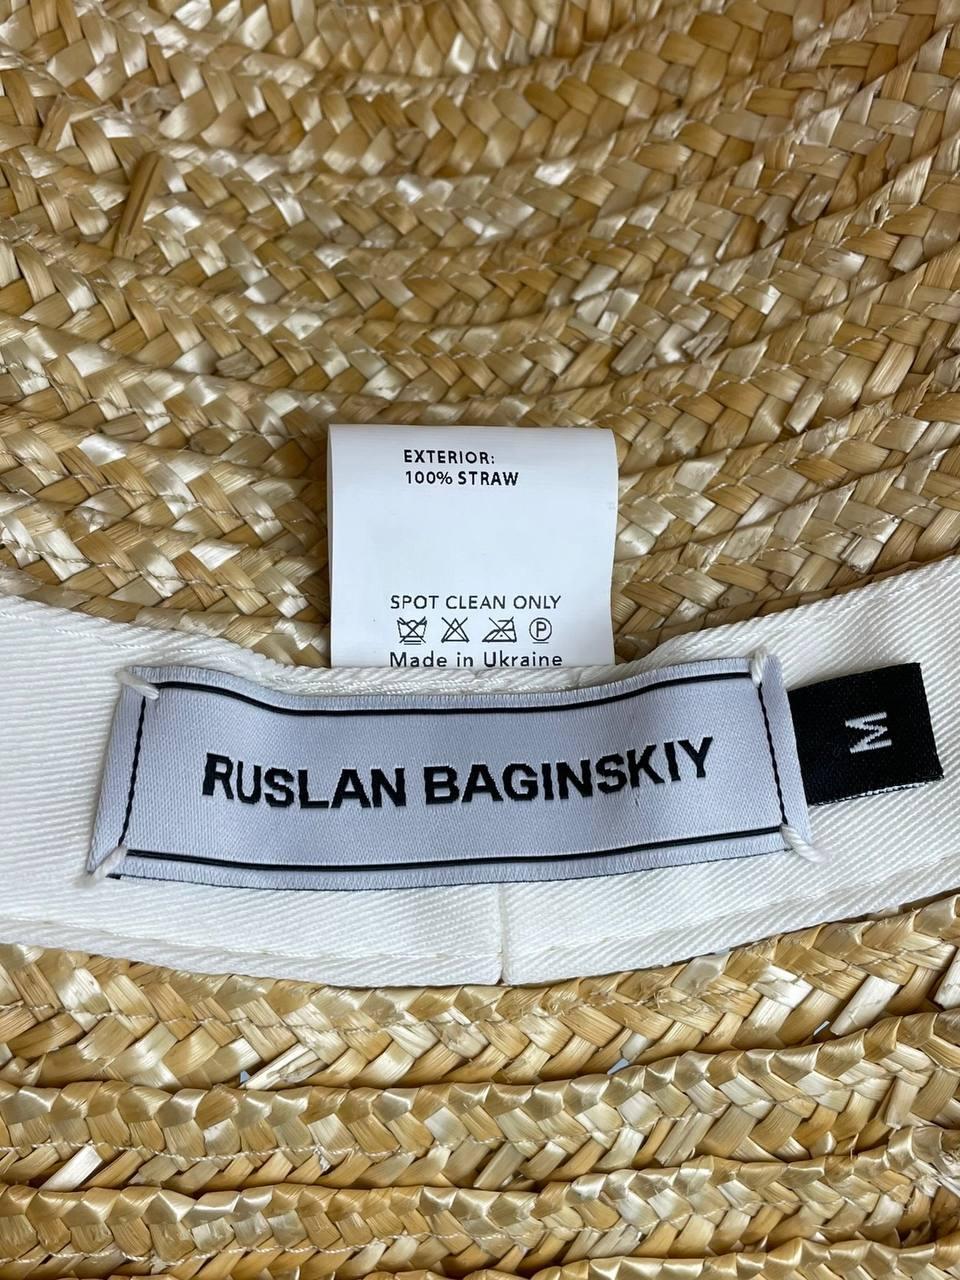 EXTERIOR:
100% STRAW
SPOT CLEAN ONLY
P
Made in Ukraine
RUSLAN BAGINSKIY
M